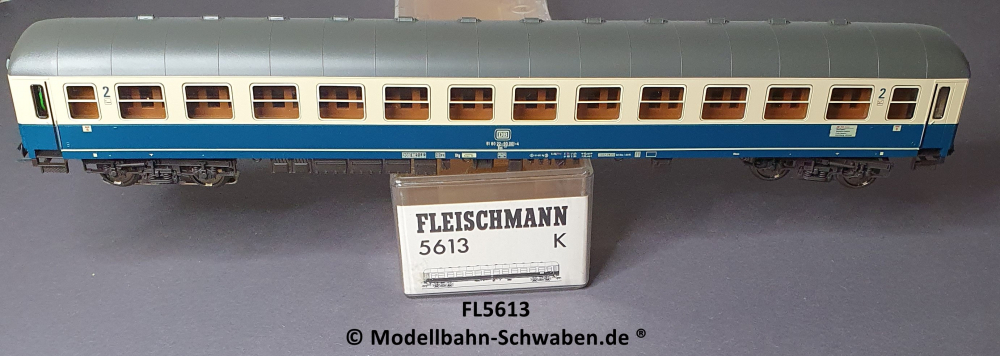 2
2
DB
FLEISCHMANN
5613 K
FL5613
© Modellbahn-Schwaben.de ®